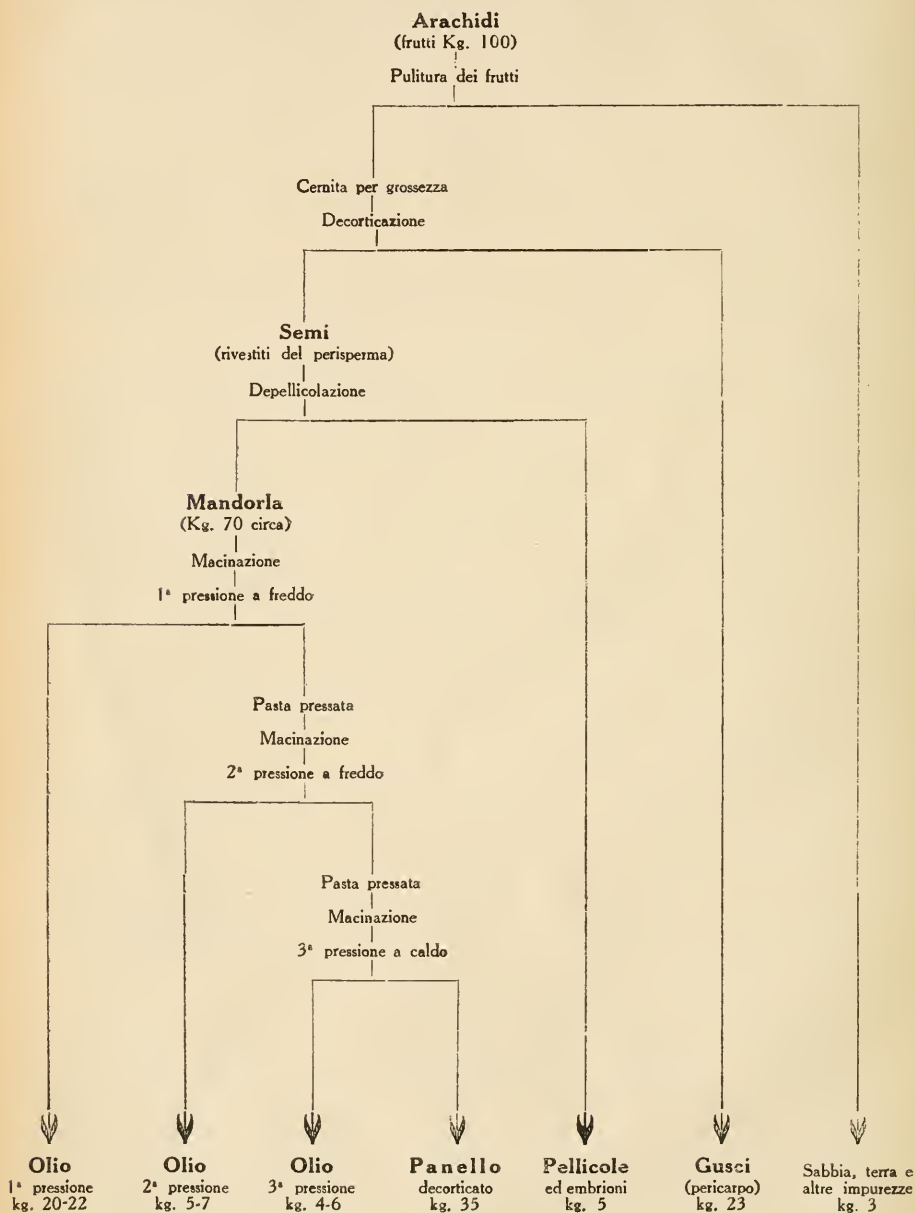 Arachidi
(frutti Kg. 100)
Pulitura dei frutti
Cernita per grossezza
Decorticazione
Semi
(rivestiti del perisperma)
Depellicolazione
Mandorla
(Kg. 70 circa)
Macinazione
1ª pressione a freddo
Pasta pressata
Macinazione
2ª pressione a freddo
Pasta pressata
Macinazione
3ª pressione a caldo
Olio
1ª pressione
kg. 20-22
Olio
2ª pressione
kg. 5-7
Olio
3ª pressione
kg. 4-6
Panello
decorticato
kg. 35
Pellicole
ed embrioni
kg. 5
Gusci
(pericarpo)
kg. 23
Sabbia, terra e
altre impurezze
kg. 3